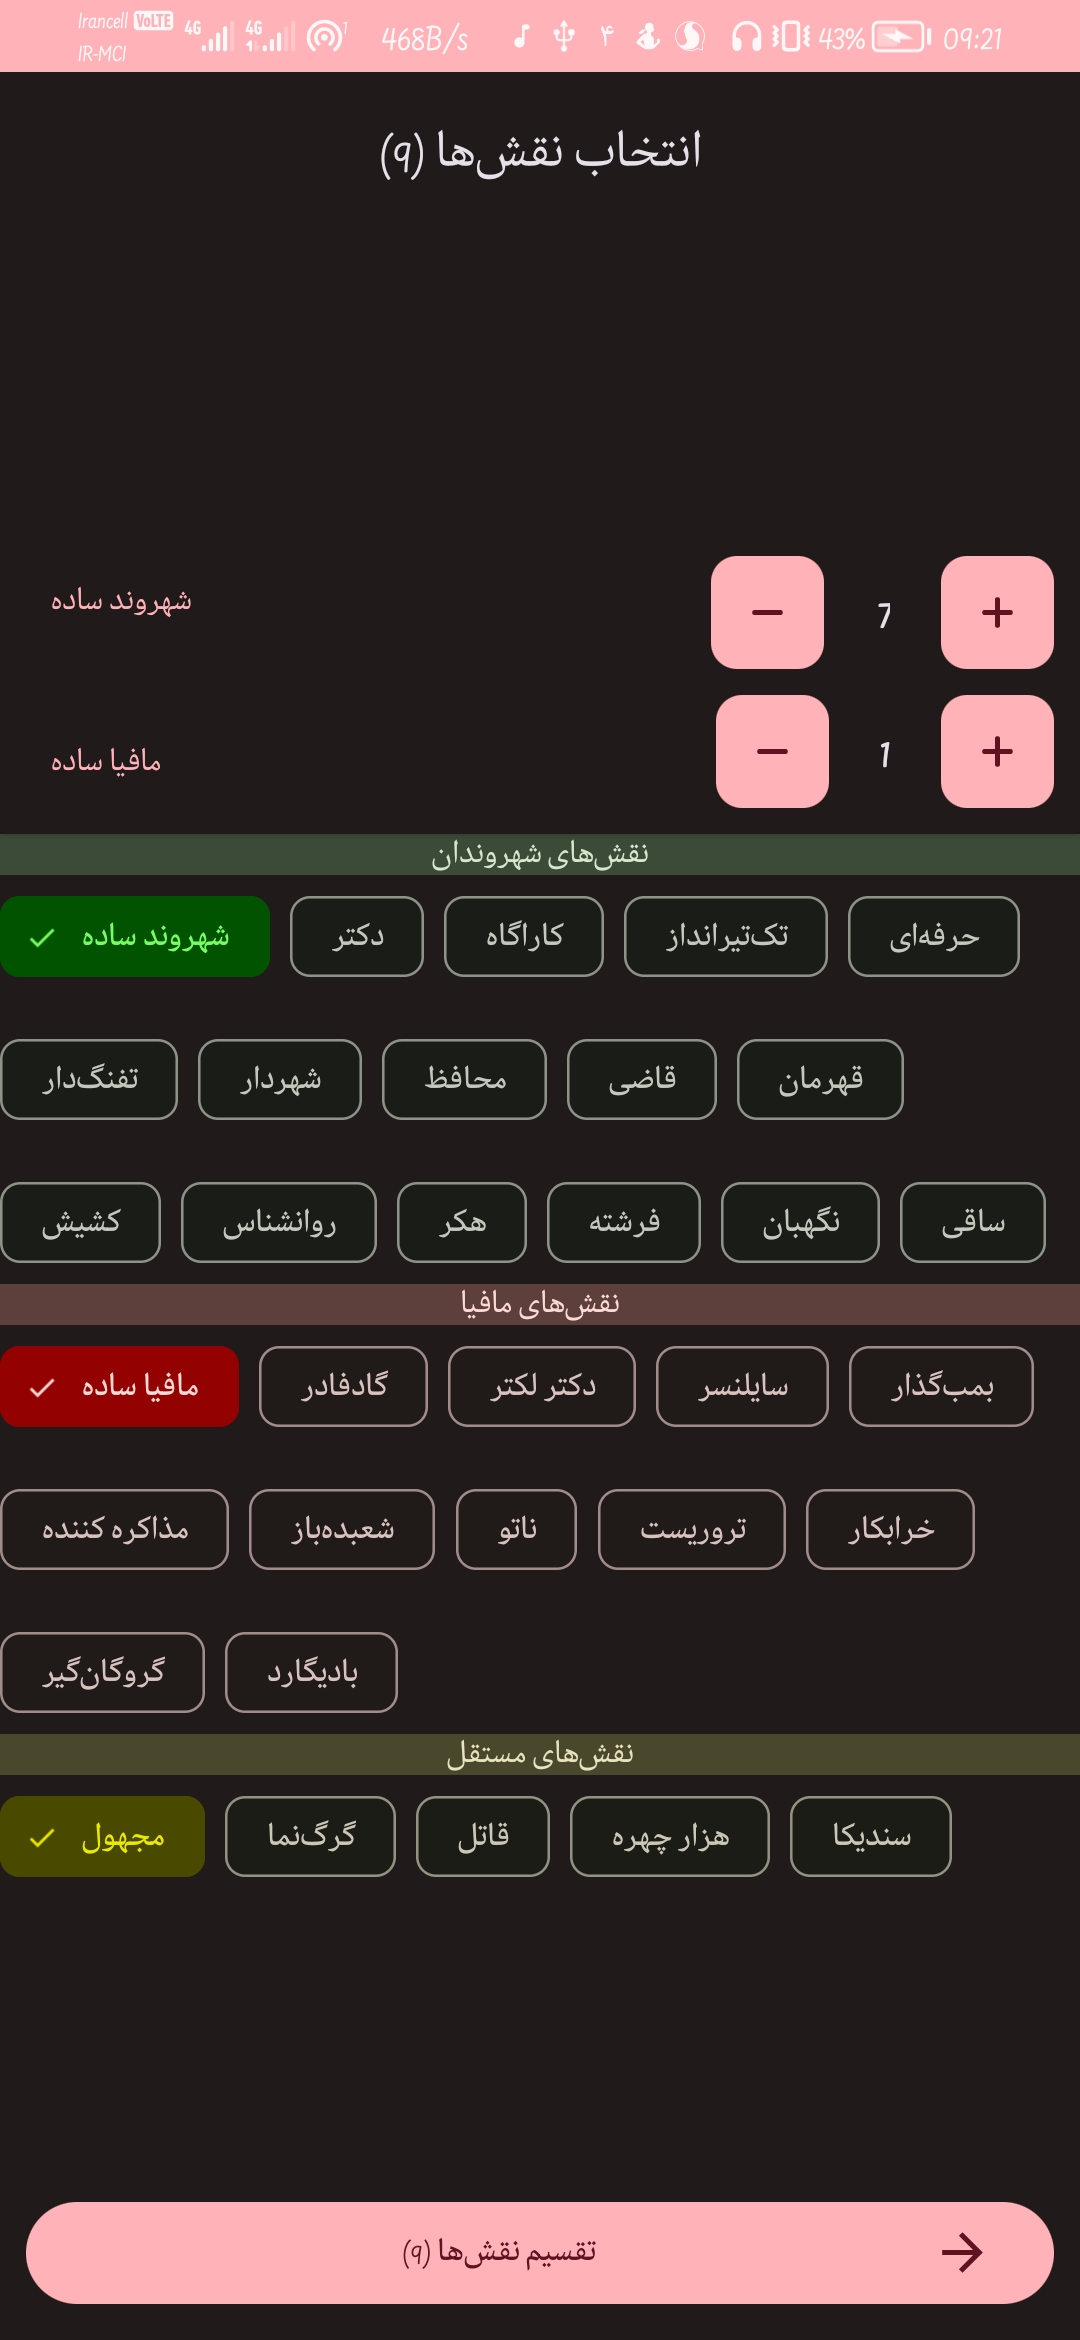 Irancell VoLTE 4G 4G 1 468B/s ۴ 43% 09:21
IR-MCI
انتخاب نقش‌ها (۹)
شهروند ساده − 7 +
مافیا ساده − 1 +
نقش‌های شهروندان
شهروند ساده دکتر کاراگاه تک‌تیرانداز حرفه‌ای
تفنگ‌دار شهردار محافظ قاضی قهرمان
کشیش روانشناس هکر فرشته نگهبان ساقی
نقش‌های مافیا
مافیا ساده گادفادر دکتر لکتر سایلنسر بمب‌گذار
مذاکره کننده شعبده‌باز ناتو تروریست خرابکار
گروگان‌گیر بادیگارد
نقش‌های مستقل
مجهول گرگ‌نما قاتل هزار چهره سندیکا
تقسیم نقش‌ها (۹)